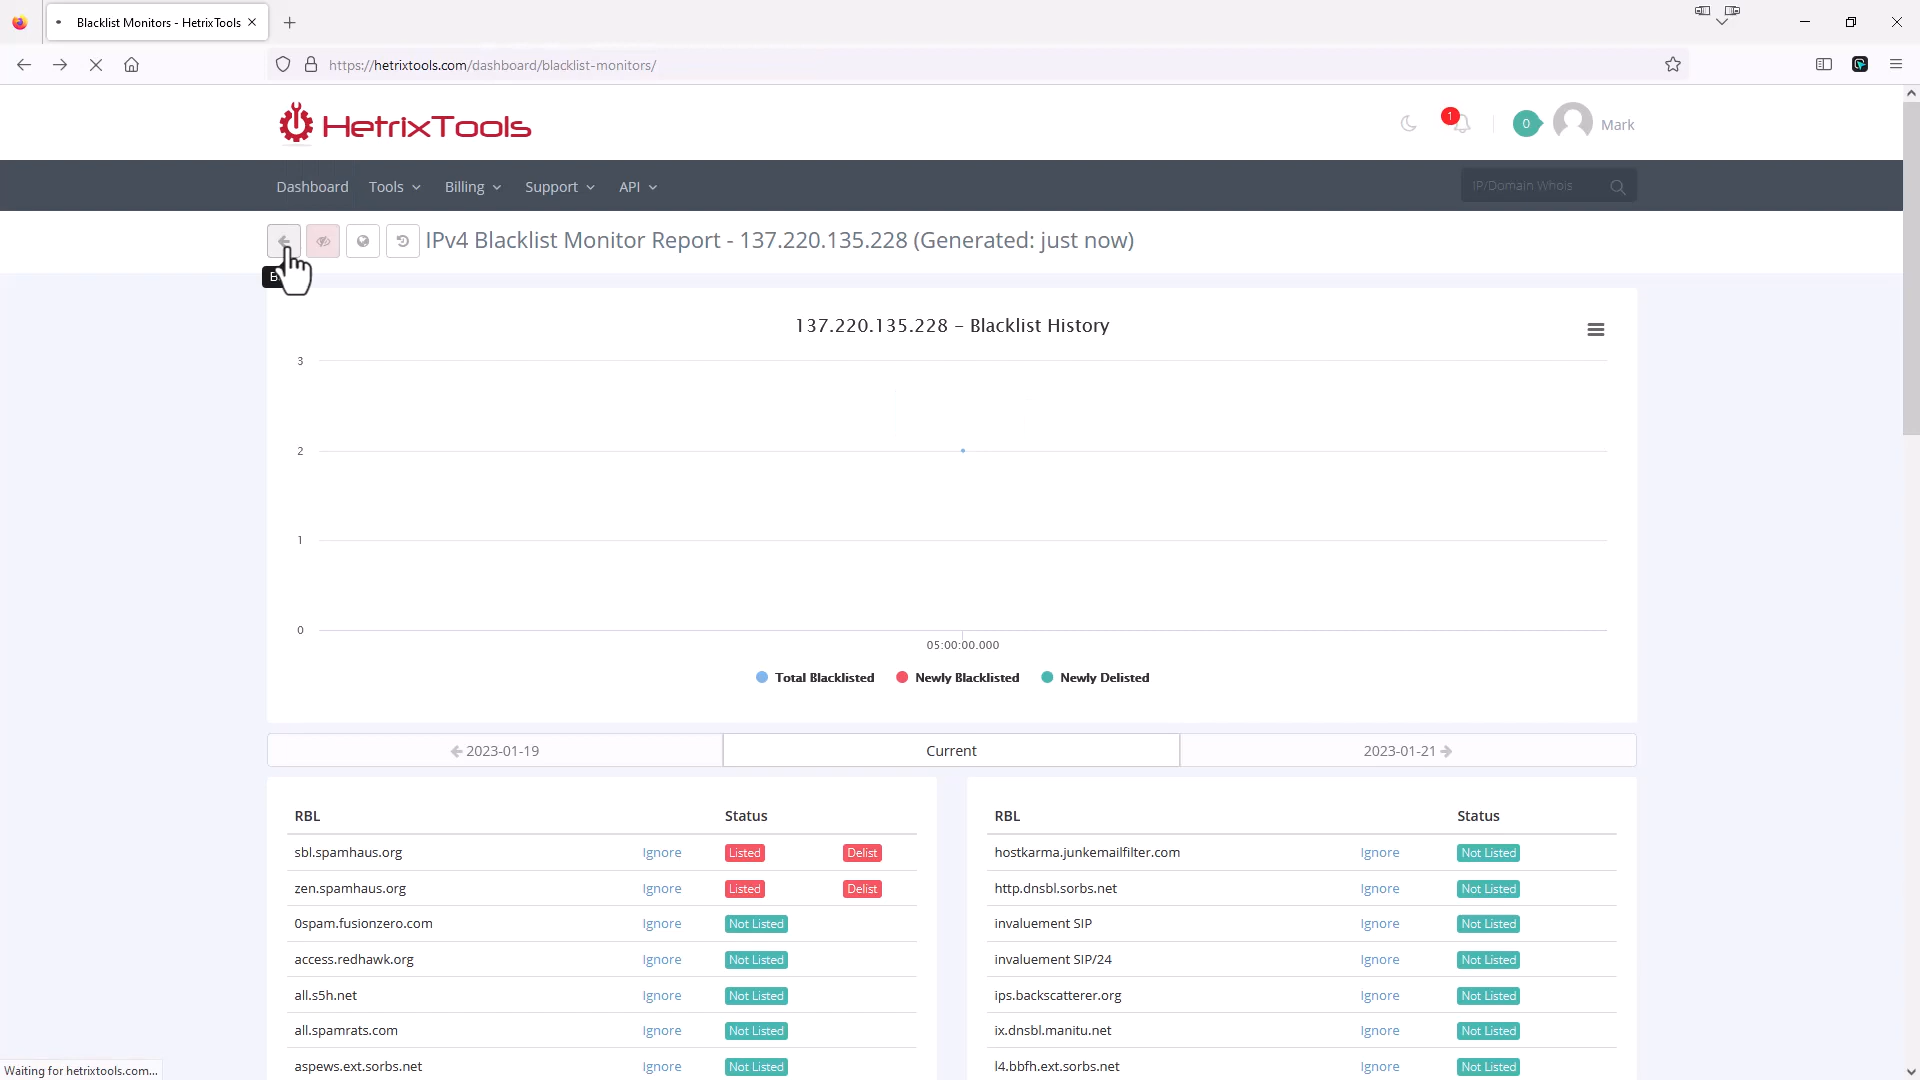 Blacklist Monitors - HetrixTools
https://hetrixtools.com/dashboard/blacklist-monitors/
HetrixTools
1
0
Mark
Dashboard
Tools
Billing
Support
API
IP/Domain Whois
IPv4 Blacklist Monitor Report - 137.220.135.228 (Generated: just now)
137.220.135.228 – Blacklist History
3
2
1
0
05:00:00.000
Total Blacklisted
Newly Blacklisted
Newly Delisted
2023-01-19
Current
2023-01-21
RBL Status
sbl.spamhaus.org Ignore Listed Delist
zen.spamhaus.org Ignore Listed Delist
0spam.fusionzero.com Ignore Not Listed
access.redhawk.org Ignore Not Listed
all.s5h.net Ignore Not Listed
all.spamrats.com Ignore Not Listed
aspews.ext.sorbs.net Ignore Not Listed
RBL Status
hostkarma.junkemailfilter.com Ignore Not Listed
http.dnsbl.sorbs.net Ignore Not Listed
invaluement SIP Ignore Not Listed
invaluement SIP/24 Ignore Not Listed
ips.backscatterer.org Ignore Not Listed
ix.dnsbl.manitu.net Ignore Not Listed
l4.bbfh.ext.sorbs.net Ignore Not Listed
Waiting for hetrixtools.com...